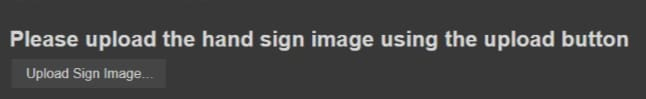 Please upload the hand sign image using the upload button
Upload Sign Image...